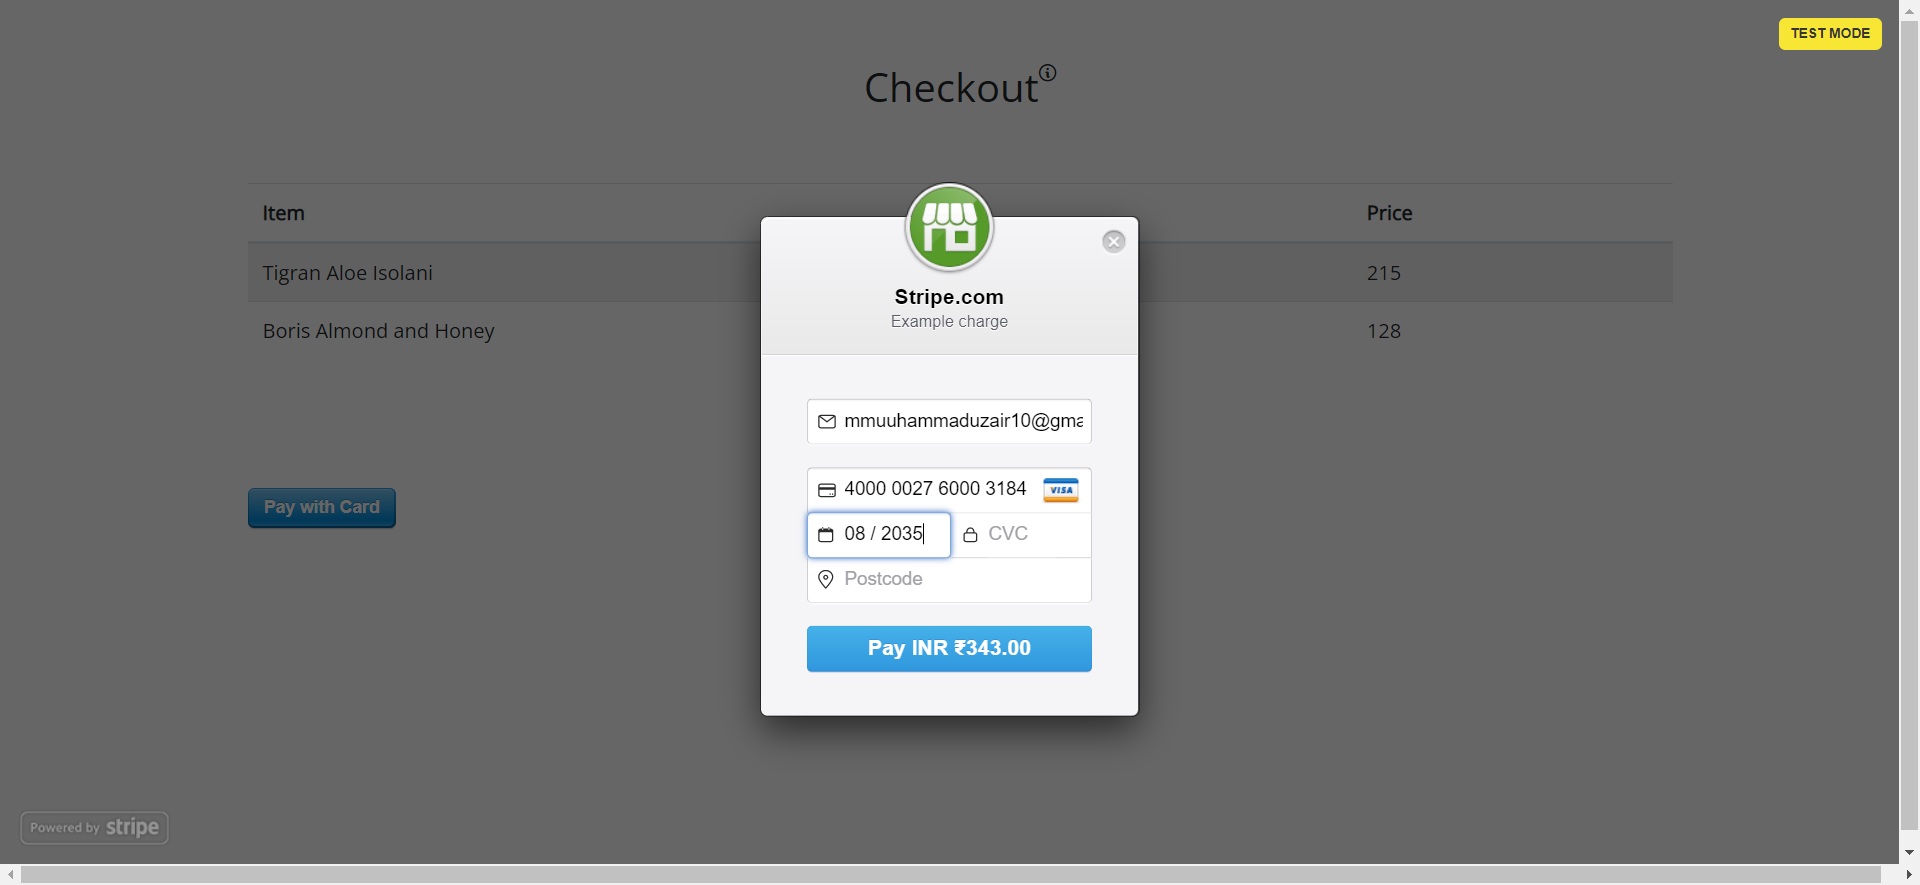 TEST MODE
Checkout
Item
Price
Tigran Aloe Isolani
215
Boris Almond and Honey
128
Stripe.com
Example charge
mmuuhammaduzair10@gma
4000 0027 6000 3184
VISA
08 / 2035
CVC
Postcode
Pay INR ₹343.00
Pay with Card
Powered by stripe